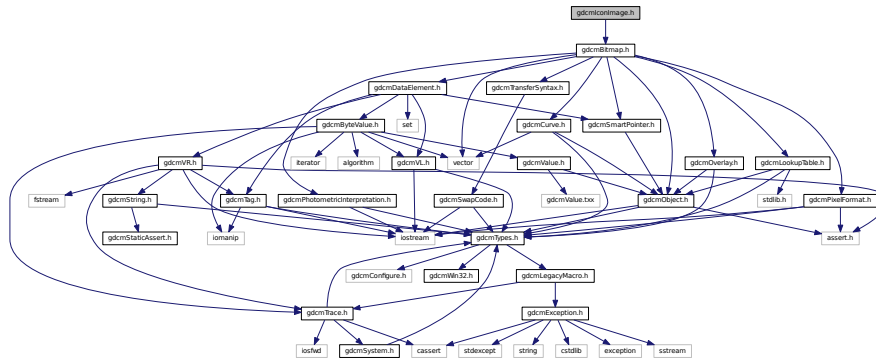 gdcmIconImage.h
gdcmBitmap.h
gdcmDataElement.h
gdcmTransferSyntax.h
gdcmByteValue.h
set
gdcmCurve.h
gdcmSmartPointer.h
gdcmVR.h
iterator
algorithm
gdcmVL.h
vector
gdcmValue.h
gdcmOverlay.h
gdcmLookupTable.h
fstream
gdcmString.h
gdcmTag.h
gdcmPhotometricInterpretation.h
gdcmSwapCode.h
gdcmValue.txx
gdcmObject.h
stdlib.h
gdcmPixelFormat.h
gdcmStaticAssert.h
iomanip
iostream
gdcmTypes.h
assert.h
gdcmConfigure.h
gdcmWin32.h
gdcmLegacyMacro.h
gdcmTrace.h
gdcmException.h
iosfwd
gdcmSystem.h
cassert
stdexcept
string
cstdlib
exception
sstream